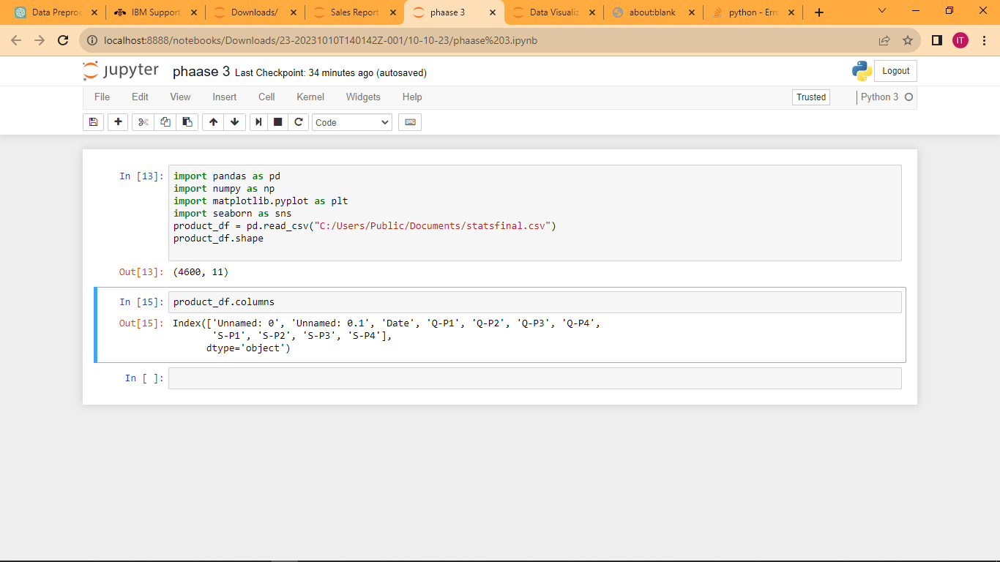 Data Preproc
IBM Support
Downloads/
Sales Report
phaase 3
Data Visualiz
about:blank
python - Erro
localhost:8888/notebooks/Downloads/23-20231010T140142Z-001/10-10-23/phaase%203.ipynb
IT
jupyter phaase 3 Last Checkpoint: 34 minutes ago (autosaved)
Logout
File Edit View Insert Cell Kernel Widgets Help
Trusted
Python 3
Code
In [13]: import pandas as pd
import numpy as np
import matplotlib.pyplot as plt
import seaborn as sns
product_df = pd.read_csv("C:/Users/Public/Documents/statsfinal.csv")
product_df.shape
Out[13]: (4600, 11)
In [15]: product_df.columns
Out[15]: Index(['Unnamed: 0', 'Unnamed: 0.1', 'Date', 'Q-P1', 'Q-P2', 'Q-P3', 'Q-P4',
'S-P1', 'S-P2', 'S-P3', 'S-P4'],
dtype='object')
In [ ]: